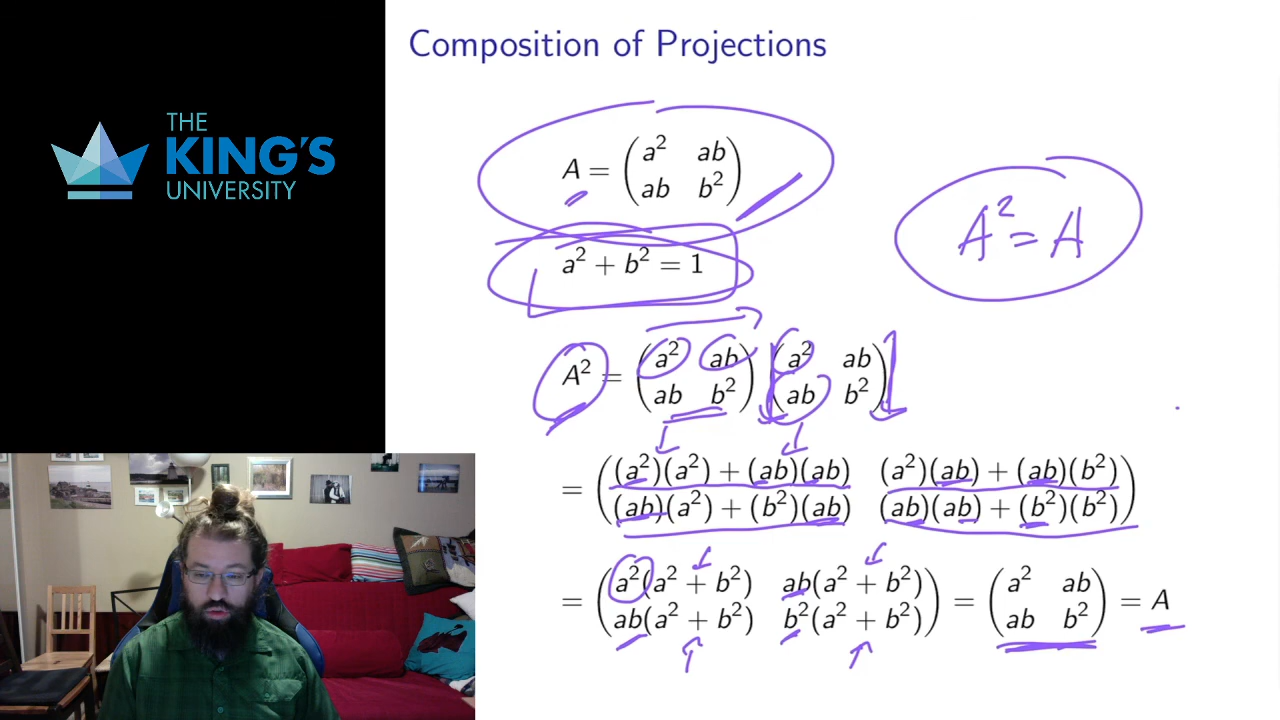 THE
KING'S
UNIVERSITY
Composition of Projections
A = ( a² ab
ab b² )
a² + b² = 1
A² = A
A² = ( a² ab
ab b² ) ( a² ab
ab b² )
= ( (a²)(a²) + (ab)(ab) (a²)(ab) + (ab)(b²)
(ab)(a²) + (b²)(ab) (ab)(ab) + (b²)(b²) )
= ( a²(a² + b²) ab(a² + b²)
ab(a² + b²) b²(a² + b²) ) = ( a² ab
ab b² ) = A